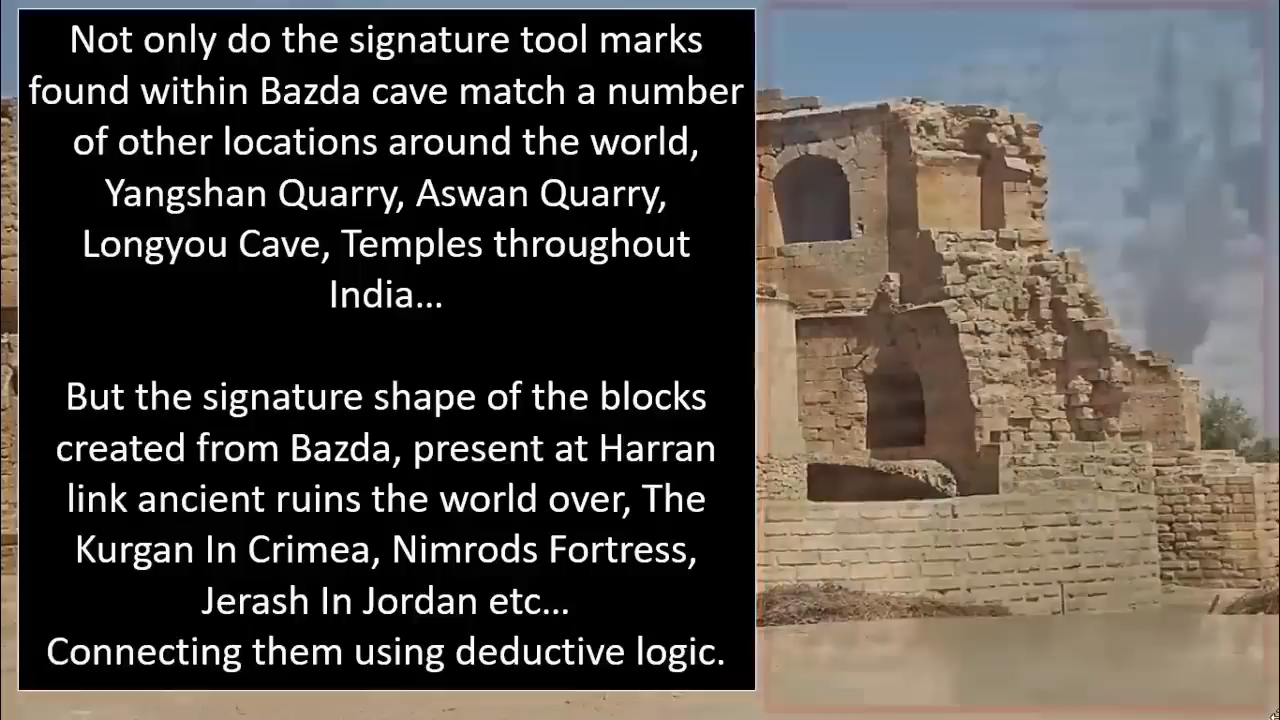 Not only do the signature tool marks
found within Bazda cave match a number
of other locations around the world,
Yangshan Quarry, Aswan Quarry,
Longyou Cave, Temples throughout
India...
But the signature shape of the blocks
created from Bazda, present at Harran
link ancient ruins the world over, The
Kurgan In Crimea, Nimrods Fortress,
Jerash In Jordan etc...
Connecting them using deductive logic.